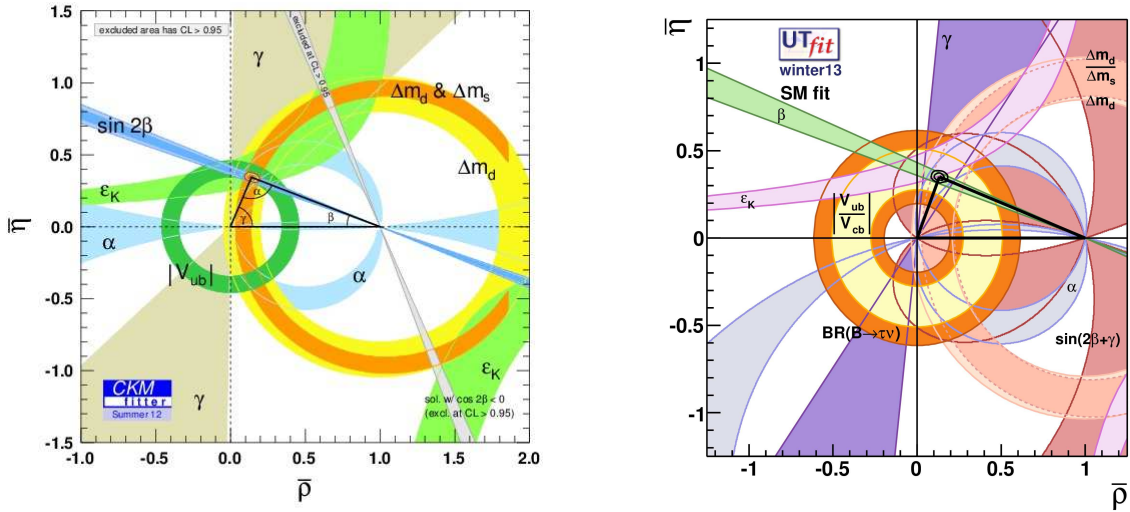 excluded area has CL > 0.95
excluded at CL > 0.95
γ
Δm_d & Δm_s
sin 2β
Δm_d
ε_K
α
α
γ
β
α
α
|V_ub|
ε_K
γ
sol. w/ cos 2β < 0
(excl. at CL > 0.95)
CKM
fitter
Summer 12
1.5
1.0
0.5
0.0
-0.5
-1.0
-1.5
-1.0
-0.5
0.0
0.5
1.0
1.5
2.0
η̄
ρ̄
η̄
UTfit
winter13
SM fit
γ
Δm_d
Δm_s
Δm_d
β
ε_K
|V_ub/V_cb|
α
BR(B→τν)
sin(2β+γ)
1
0.5
0
-0.5
-1
-1
-0.5
0
0.5
1
ρ̄